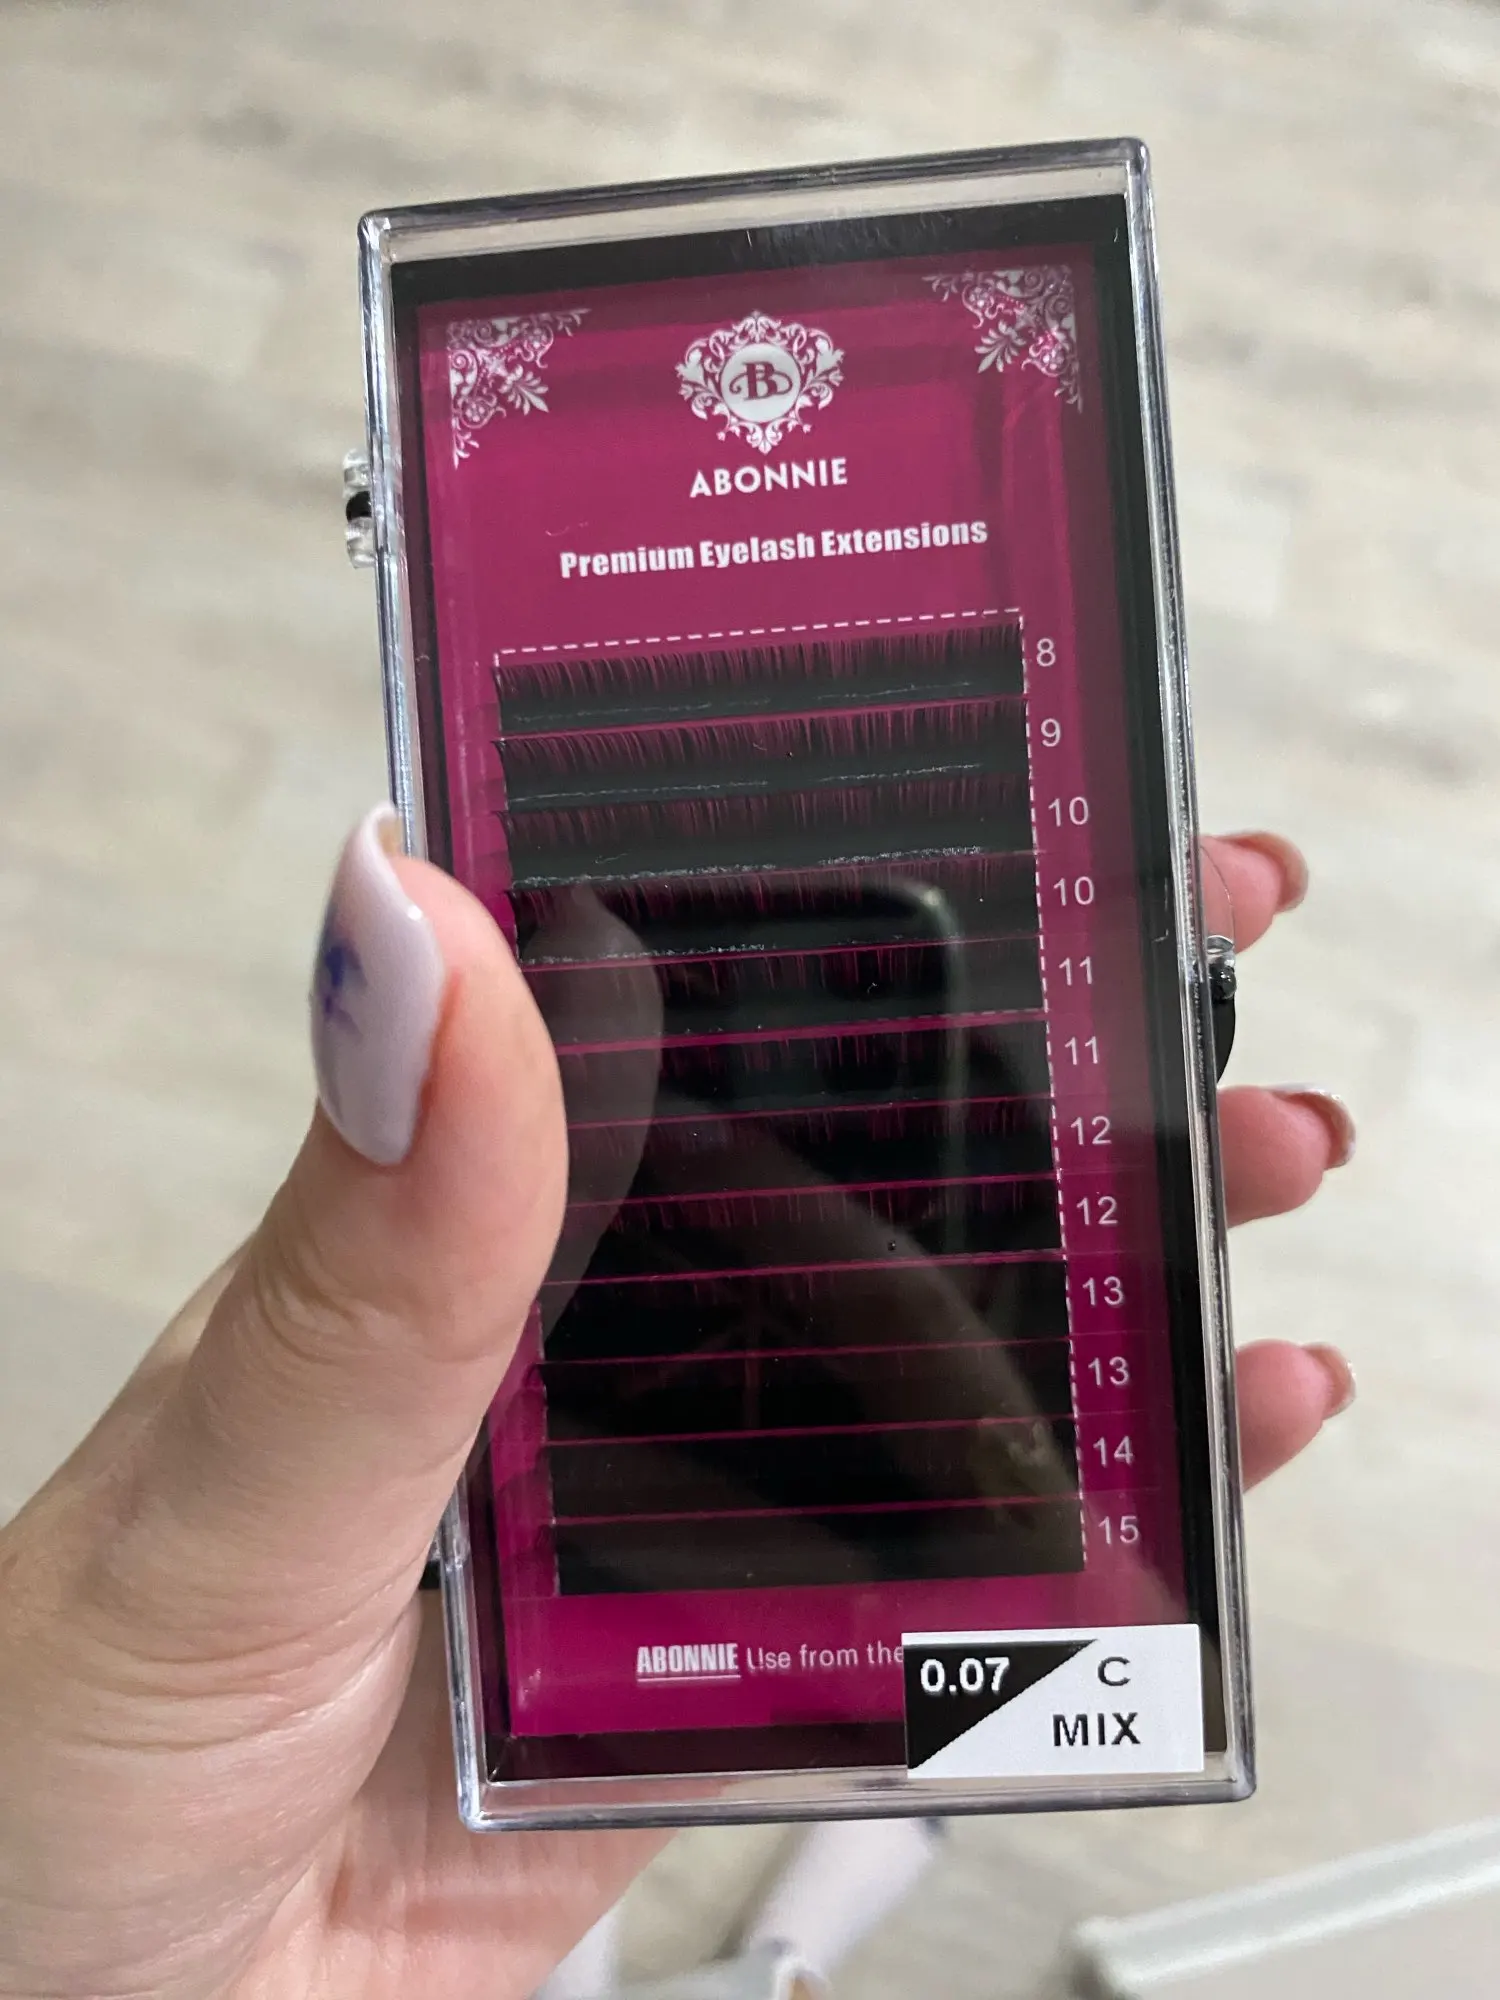 B
ABONNIE
Premium Eyelash Extensions
8
9
10
10
11
11
12
12
13
13
14
15
ABONNIE Use from the
0.07 C
MIX